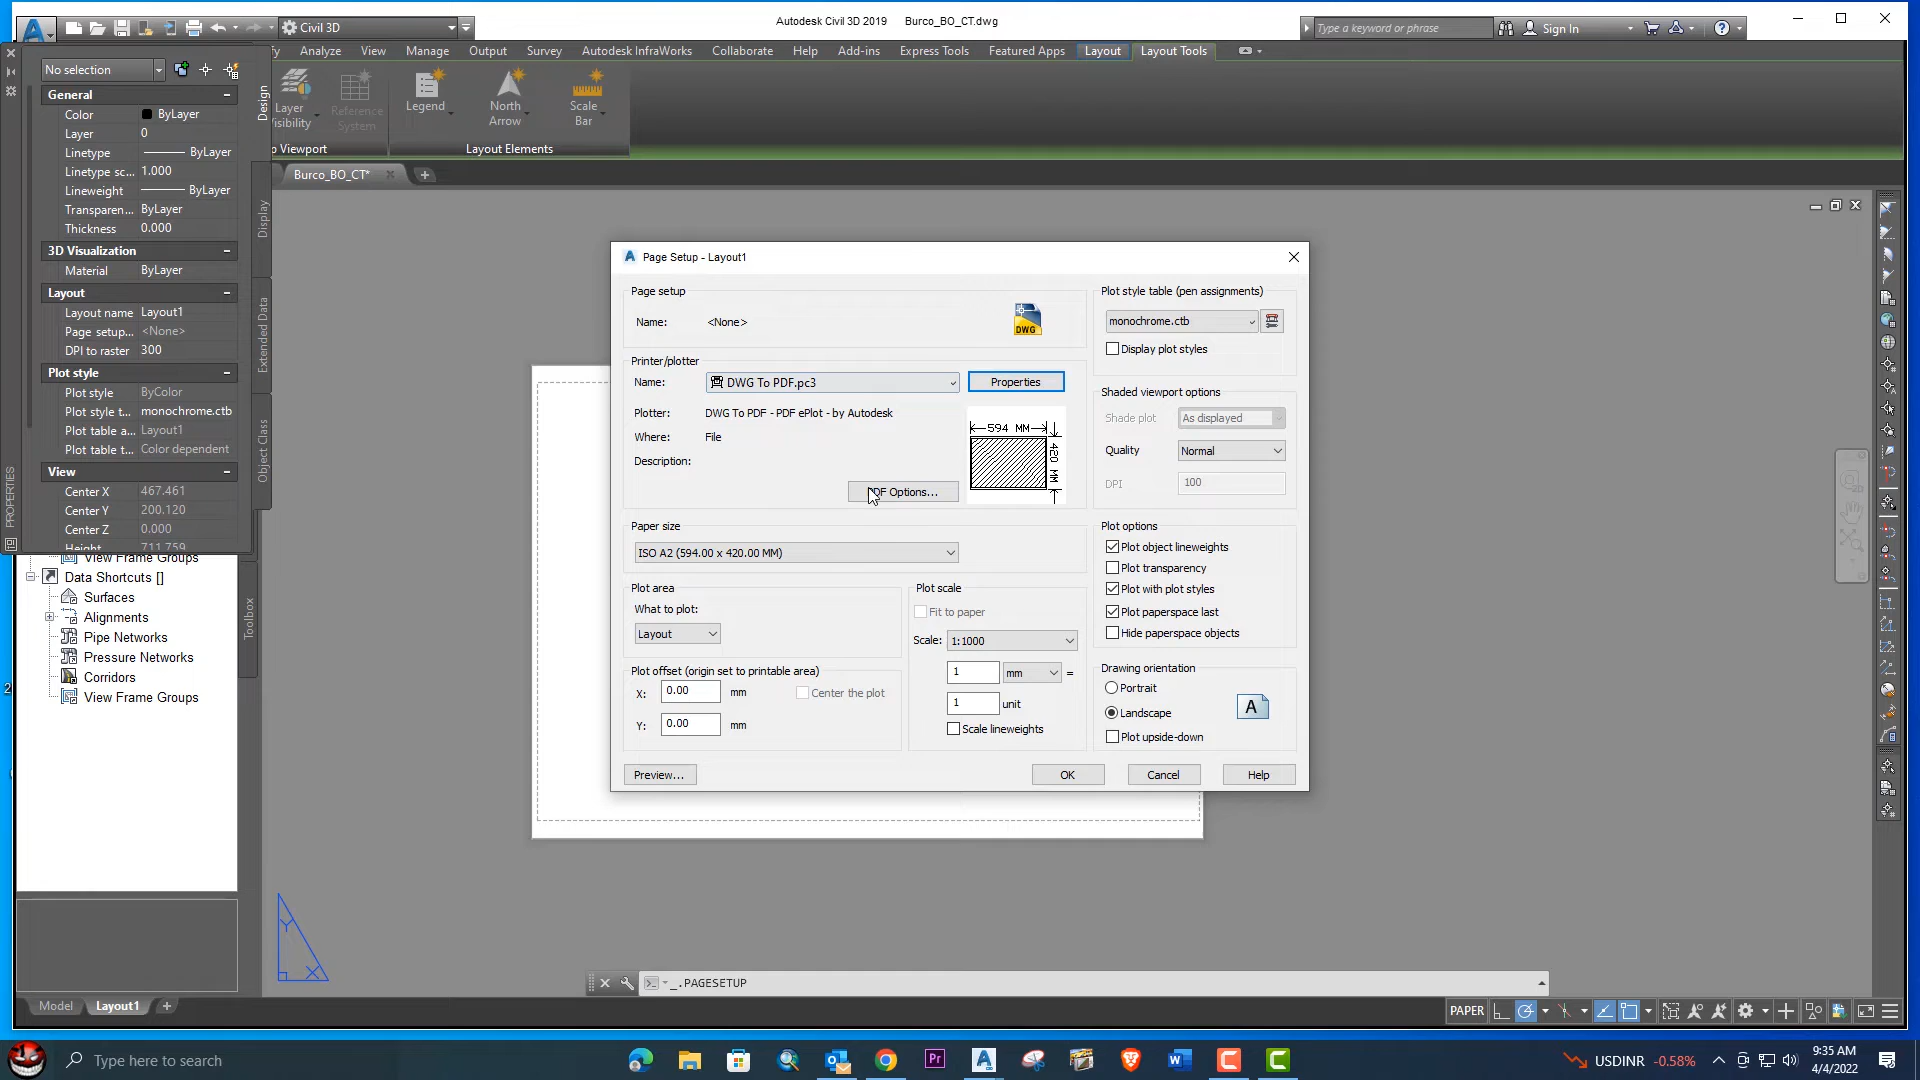 Civil 3D
Autodesk Civil 3D 2019 Burco_BO_CT.dwg
Type a keyword or phrase
Sign In
Analyze View Manage Output Survey Autodesk InfraWorks Collaborate Help Add-ins Express Tools Featured Apps Layout Layout Tools
No selection
General
Color ByLayer
Layer 0
Linetype ByLayer
Linetype sc... 1.000
Lineweight ByLayer
Transparen... ByLayer
Thickness 0.000
3D Visualization
Material ByLayer
Layout
Layout name Layout1
Page setup... <None>
DPI to raster 300
Plot style
Plot style ByColor
Plot style t... monochrome.ctb
Plot table a... Layout1
Plot table t... Color dependent
View
Center X 467.461
Center Y 200.120
Center Z 0.000
Height 711.759
Design
Display
Extended Data
Object Class
PROPERTIES
Toolbox
Layer
Reference
System
Legend
North
Arrow
Scale
Bar
Viewport
Layout Elements
Burco_BO_CT*
View Frame Groups
Data Shortcuts []
Surfaces
Alignments
Pipe Networks
Pressure Networks
Corridors
View Frame Groups
Page Setup - Layout1
Page setup
Name: <None>
DWG
Printer/plotter
Name: DWG To PDF.pc3
Properties
Plotter: DWG To PDF - PDF ePlot - by Autodesk
Where: File
Description:
594 MM
420 MM
PDF Options...
Paper size
ISO A2 (594.00 x 420.00 MM)
Plot area
What to plot:
Layout
Plot offset (origin set to printable area)
X: 0.00 mm
Center the plot
Y: 0.00 mm
Plot scale
Fit to paper
Scale: 1:1000
1 mm =
1 unit
Scale lineweights
Plot style table (pen assignments)
monochrome.ctb
Display plot styles
Shaded viewport options
Shade plot As displayed
Quality Normal
DPI 100
Plot options
Plot object lineweights
Plot transparency
Plot with plot styles
Plot paperspace last
Hide paperspace objects
Drawing orientation
Portrait
Landscape
A
Plot upside-down
Preview...
OK
Cancel
Help
Y
X
_.PAGESETUP
Model Layout1 +
PAPER
Type here to search
USDINR -0.58%
9:35 AM
4/4/2022